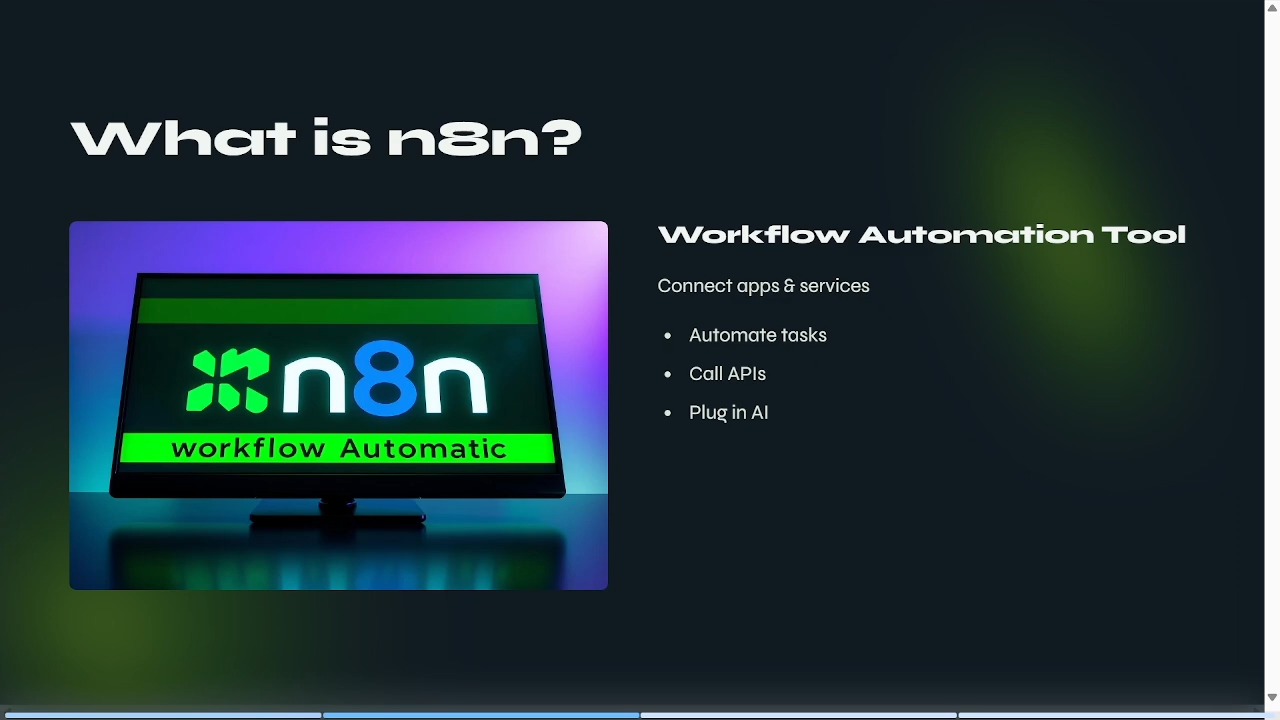 What is n8n?
n8n
workflow Automatic
Workflow Automation Tool
Connect apps & services
• Automate tasks
• Call APIs
• Plug in AI